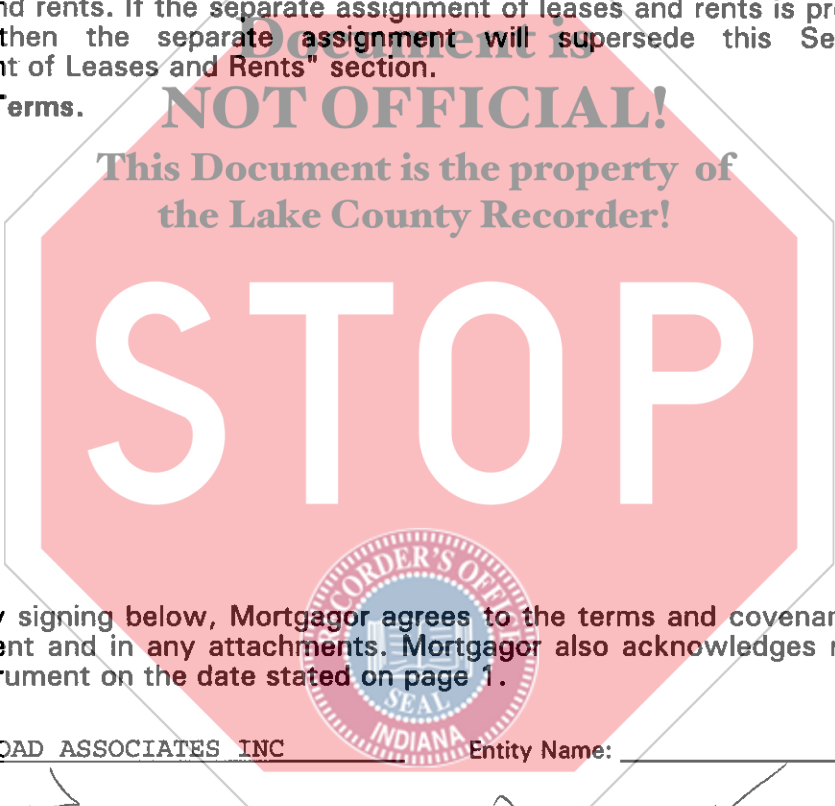 nd rents. If the separate assignment of leases and rents is pr
then the separate assignment will supersede this Se
nt of Leases and Rents" section.
Terms.
Document is
NOT OFFICIAL!
This Document is the property of
the Lake County Recorder!
STOP
RECORDER'S OFFICE
SEAL
INDIANA
y signing below, Mortgagor agrees to the terms and covenan
ent and in any attachments. Mortgagor also acknowledges r
rument on the date stated on page 1.
OAD ASSOCIATES INC Entity Name: